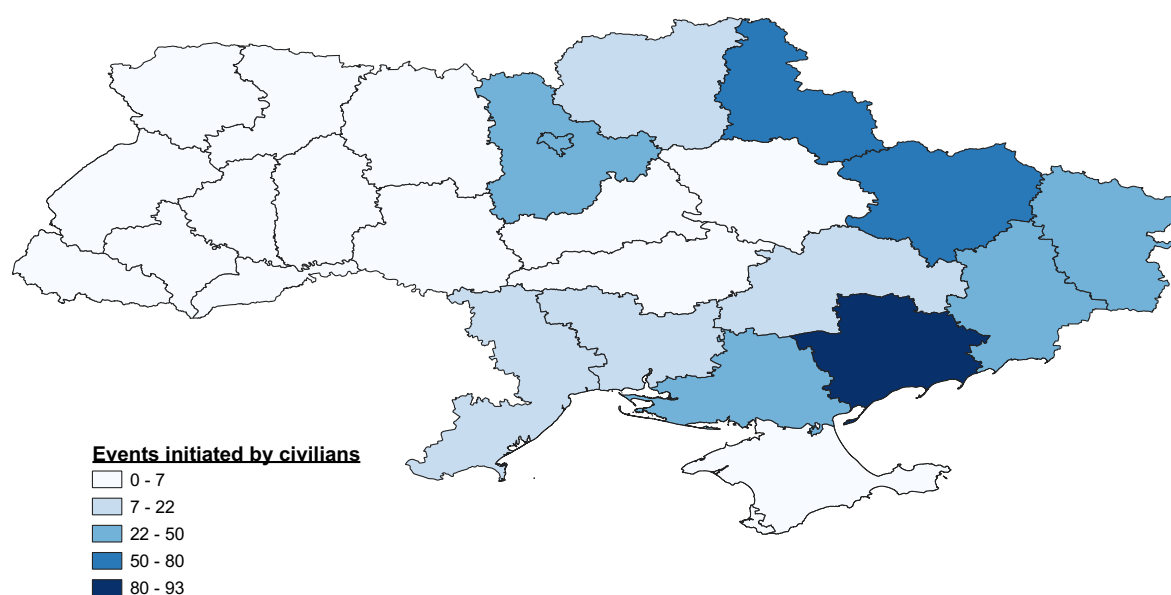 Events initiated by civilians
0 - 7
7 - 22
22 - 50
50 - 80
80 - 93